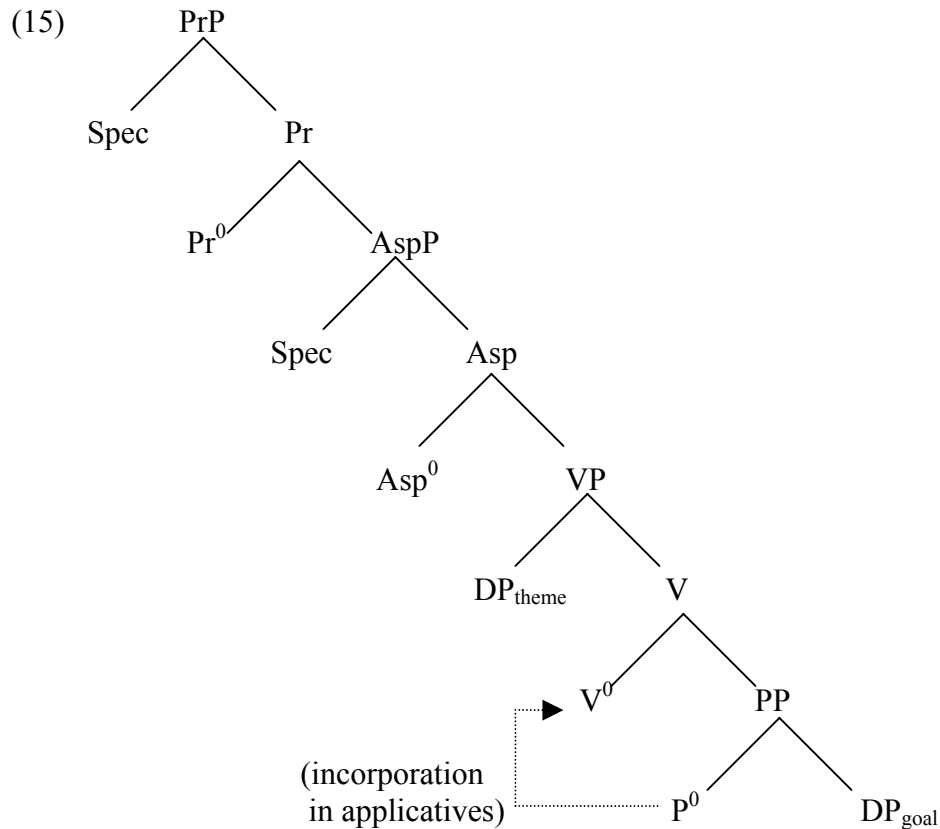 (15) PrP
Spec Pr
Pr⁰ AspP
Spec Asp
Asp⁰ VP
DPtheme V
V⁰ PP
(incorporation
in applicatives) P⁰ DPgoal